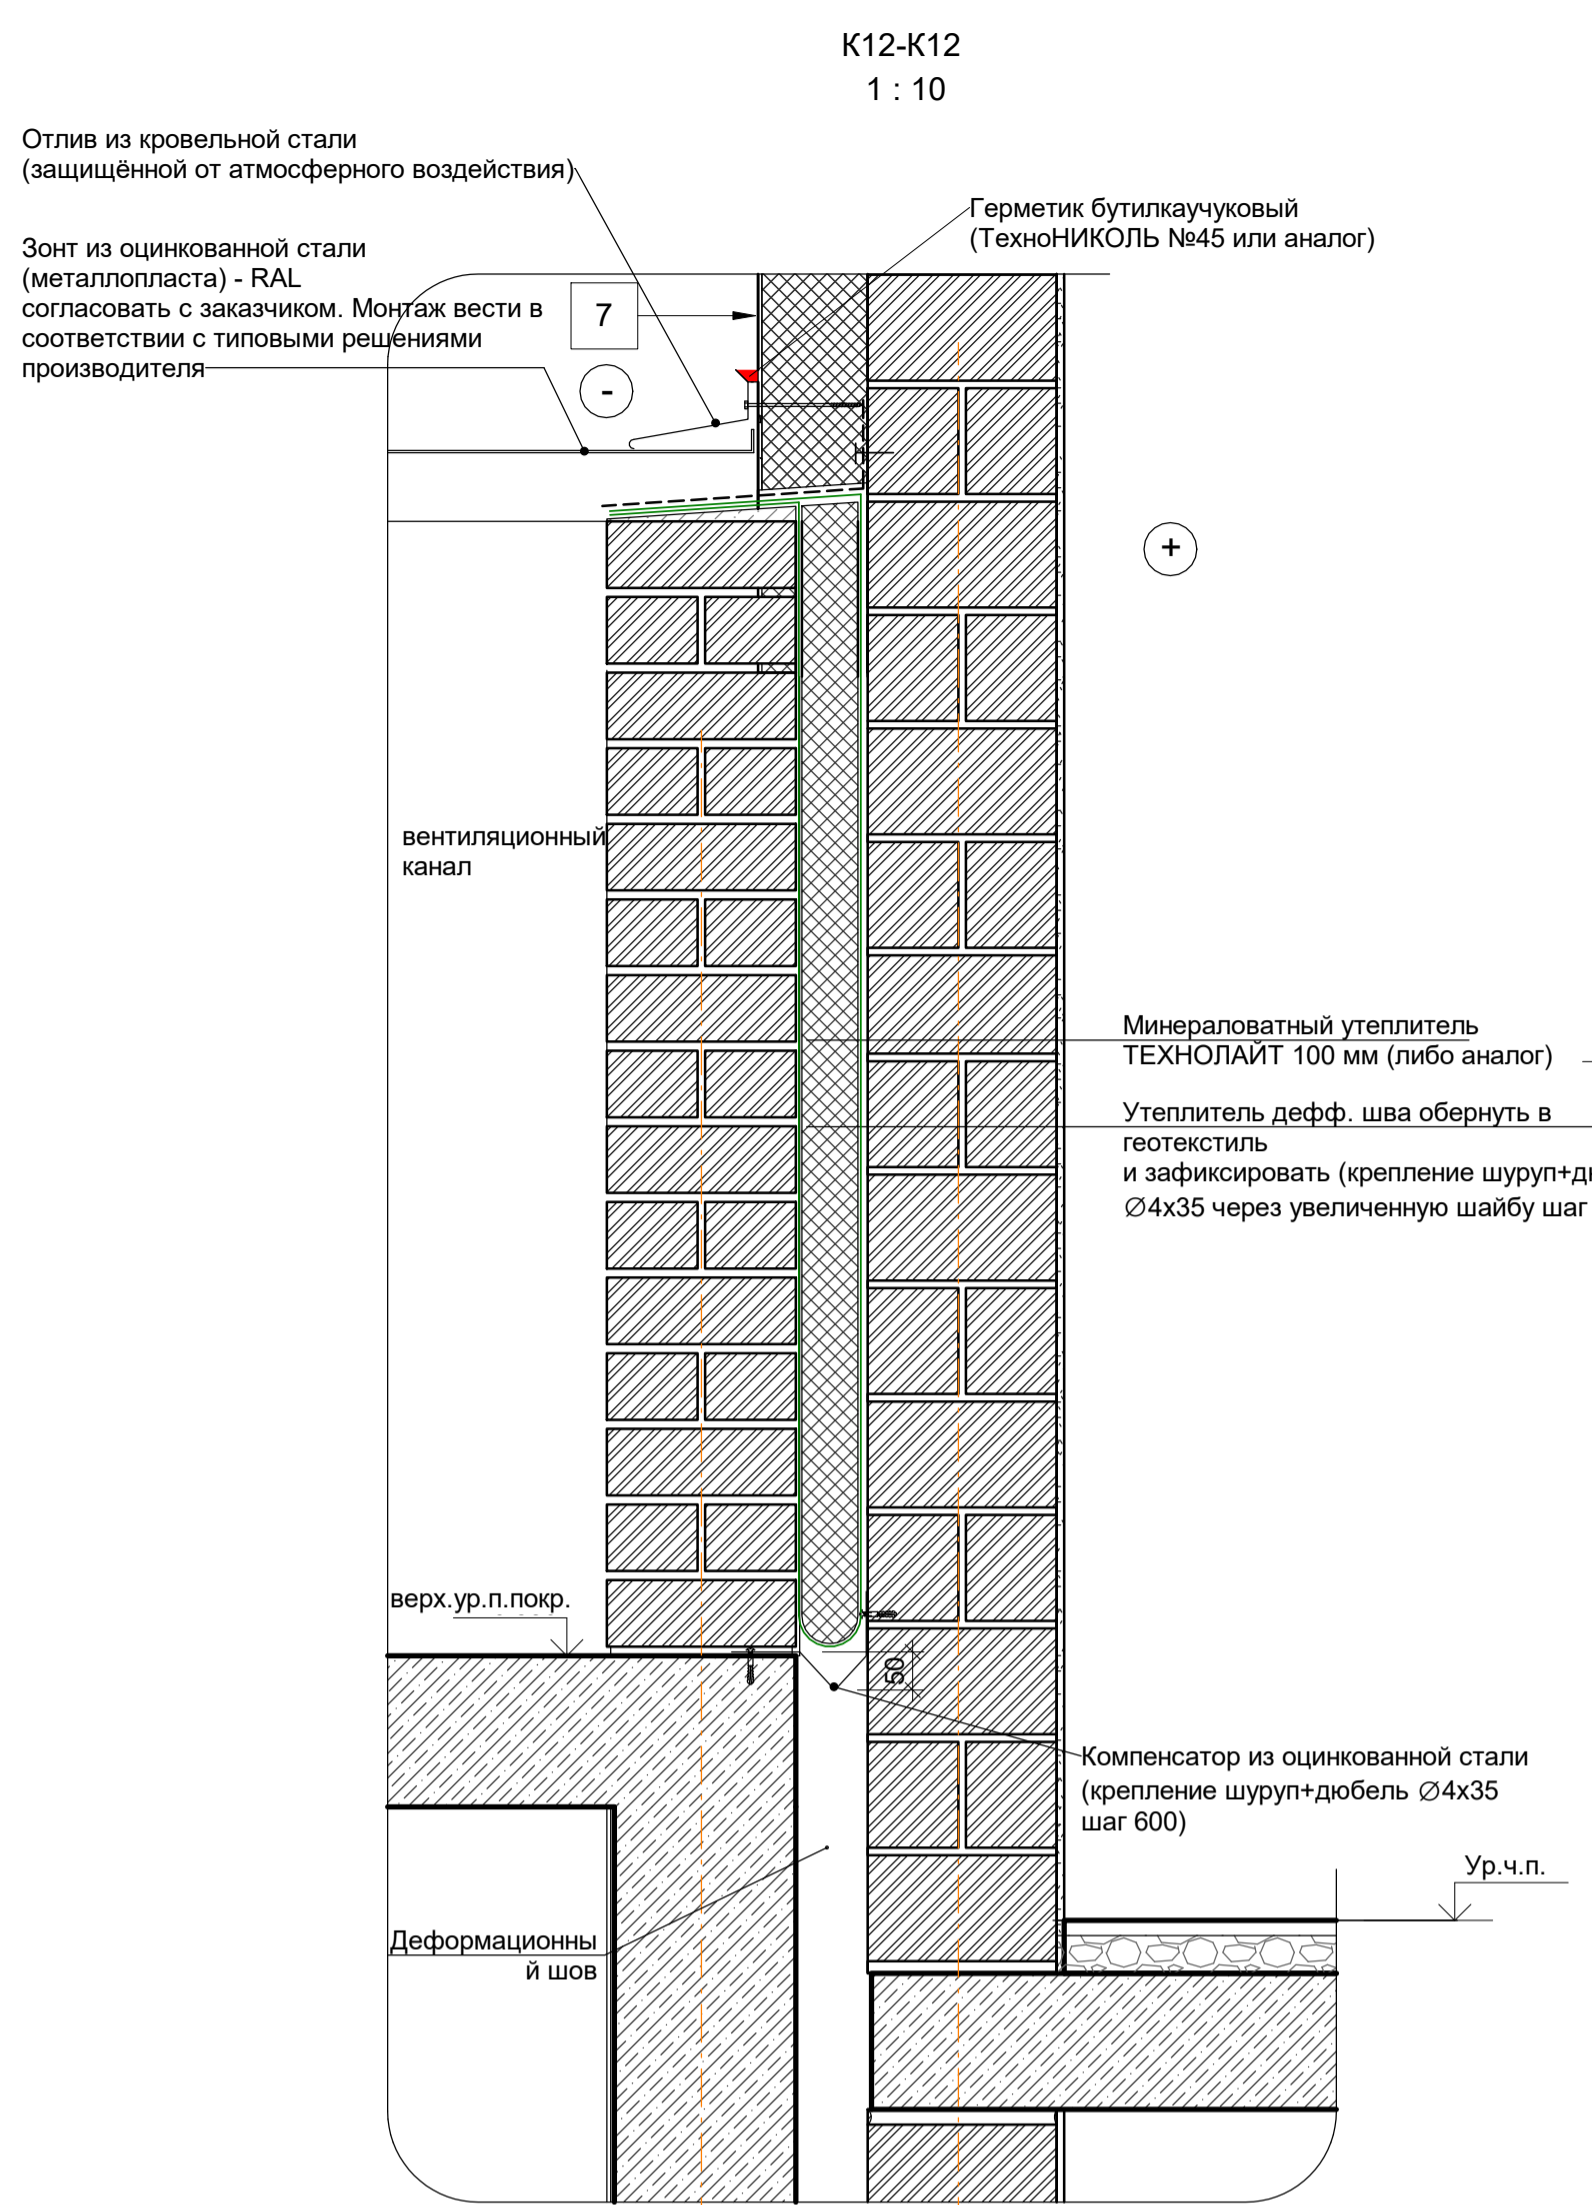 К12-К12
1 : 10
Отлив из кровельной стали
(защищённой от атмосферного воздействия)
Герметик бутилкаучуковый
(ТехноНИКОЛЬ №45 или аналог)
Зонт из оцинкованной стали
(металлопласта) - RAL
согласовать с заказчиком. Монтаж вести в
соответствии с типовыми решениями
производителя
7
-
+
вентиляционный
канал
Минераловатный утеплитель
ТЕХНОЛАЙТ 100 мм (либо аналог)
Утеплитель дефф. шва обернуть в
геотекстиль
и зафиксировать (крепление шуруп+дю
∅4х35 через увеличенную шайбу шаг
верх.ур.п.покр.
50
Компенсатор из оцинкованной стали
(крепление шуруп+дюбель ∅4х35
шаг 600)
Ур.ч.п.
Деформационны
й шов